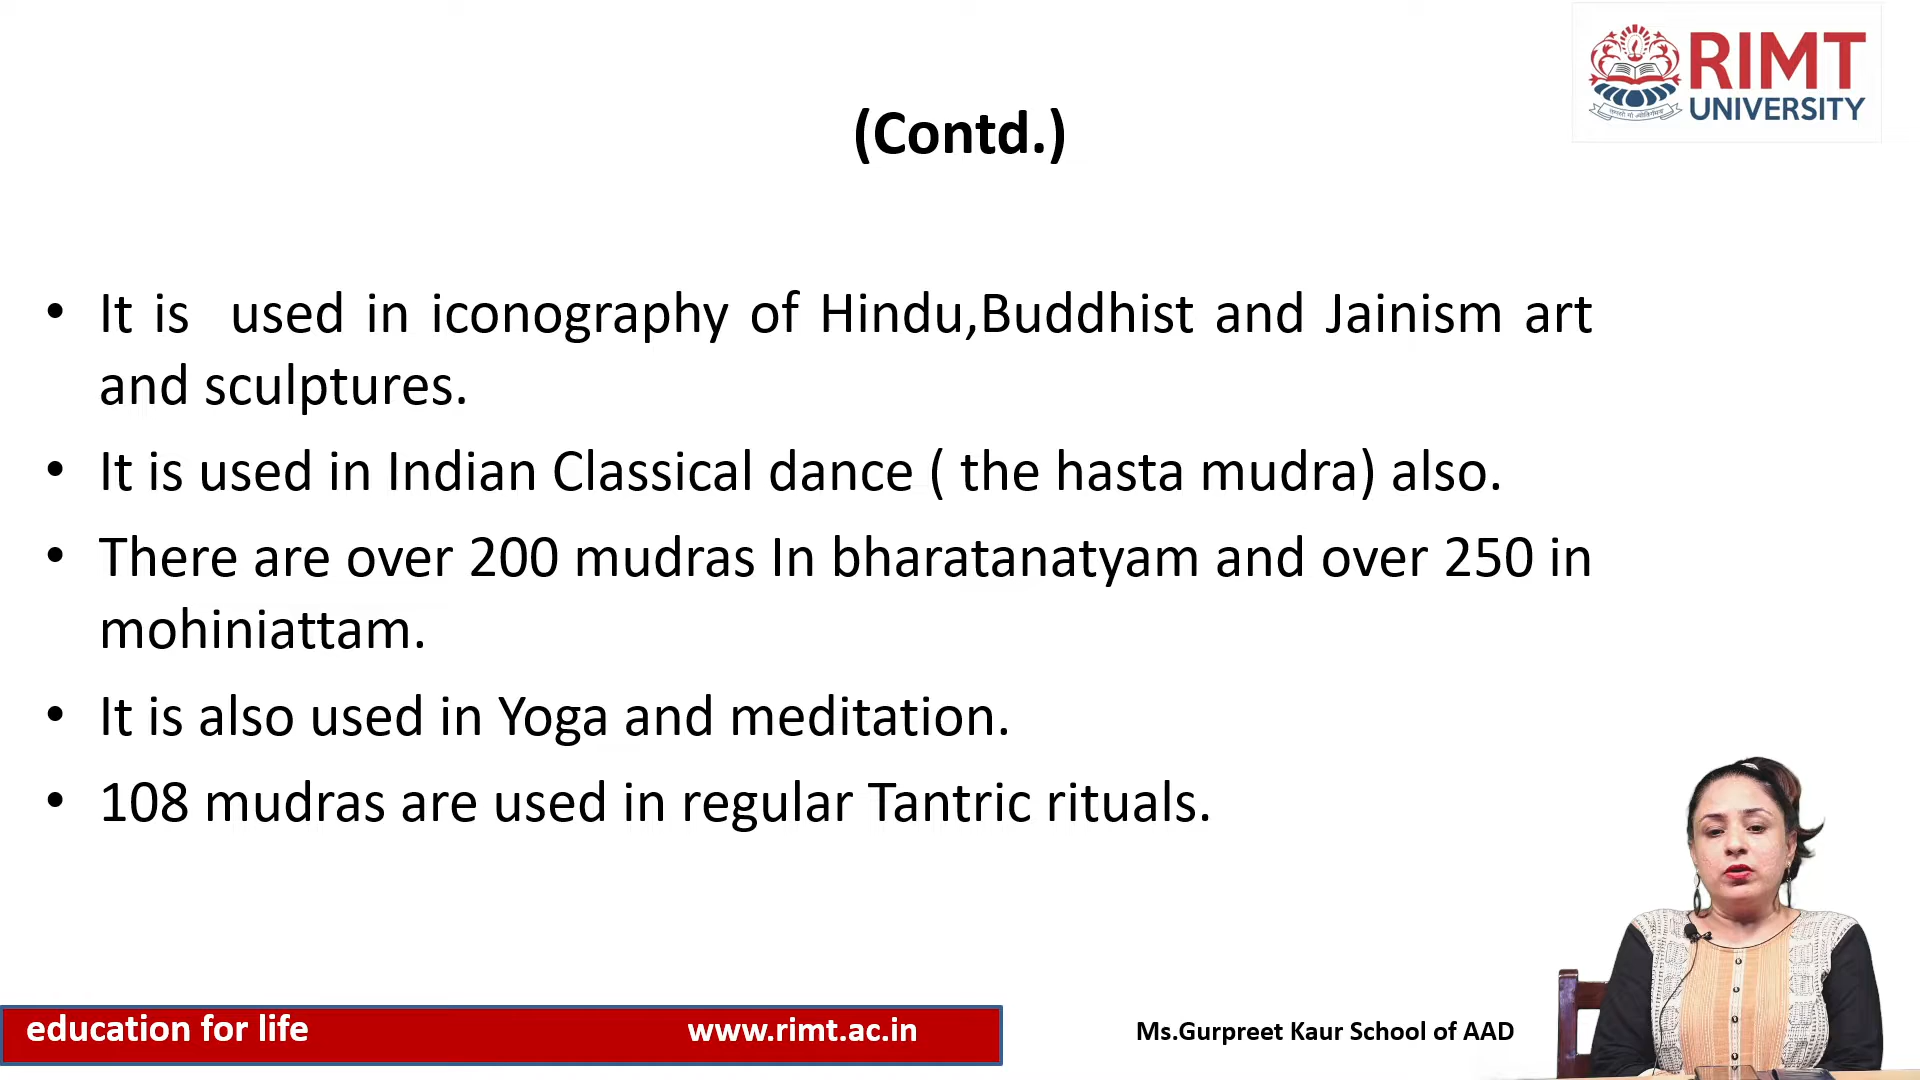 RIMT
UNIVERSITY
(Contd.)
• It is used in iconography of Hindu,Buddhist and Jainism art
and sculptures.
• It is used in Indian Classical dance ( the hasta mudra) also.
• There are over 200 mudras In bharatanatyam and over 250 in
mohiniattam.
• It is also used in Yoga and meditation.
• 108 mudras are used in regular Tantric rituals.
education for life
www.rimt.ac.in
Ms.Gurpreet Kaur School of AAD